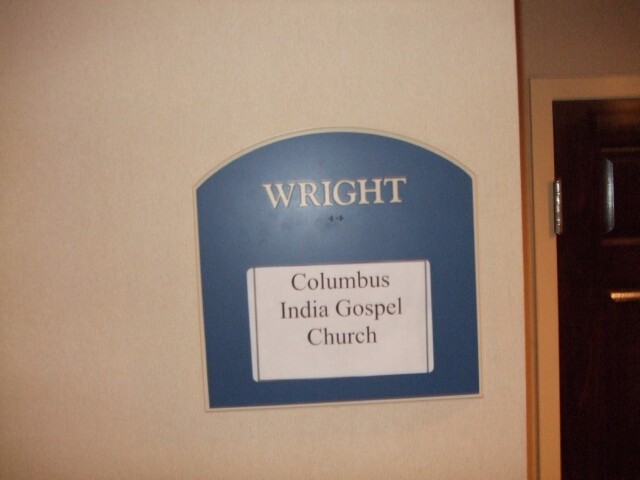 WRIGHT
Columbus
India Gospel
Church